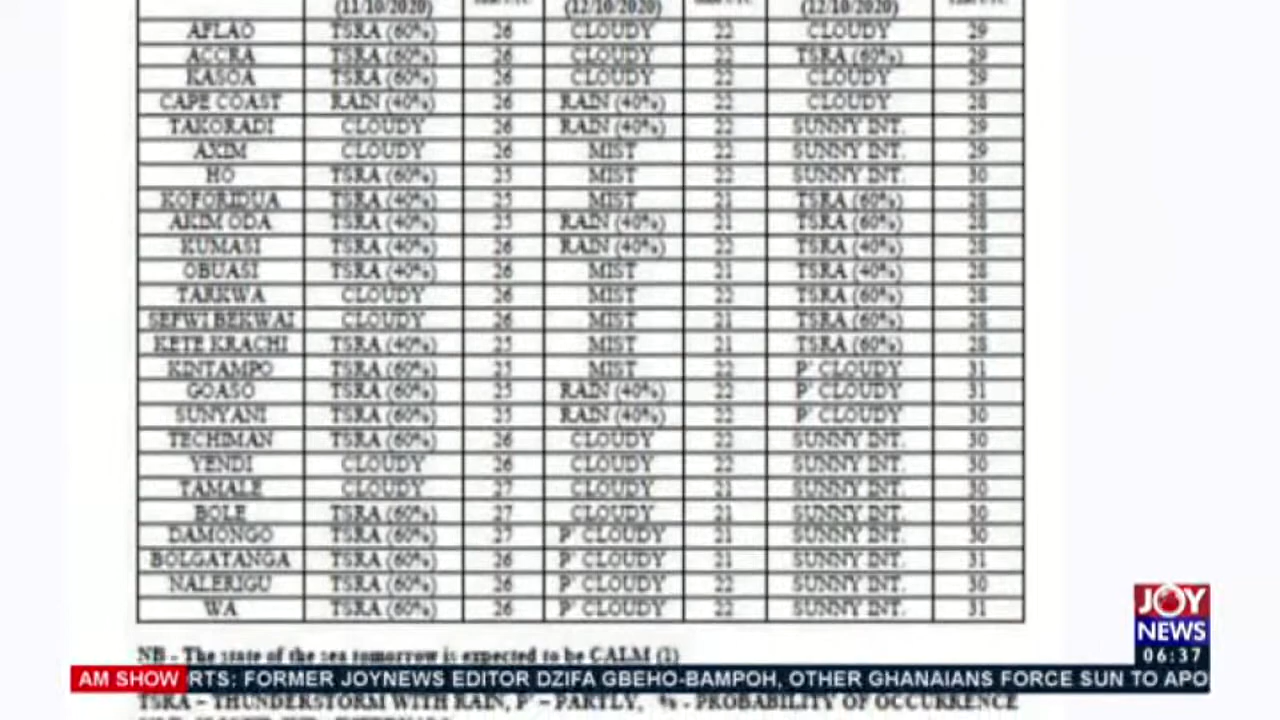 (11/10/2020) (12/10/2020) (12/10/2020)
AFLAO TSRA (60%) 26 CLOUDY 22 CLOUDY 29
ACCRA TSRA (60%) 26 CLOUDY 22 TSRA (60%) 29
KASOA TSRA (60%) 26 CLOUDY 22 CLOUDY 29
CAPE COAST RAIN (40%) 26 RAIN (40%) 22 CLOUDY 28
TAKORADI CLOUDY 26 RAIN (40%) 22 SUNNY INT. 29
AXIM CLOUDY 26 MIST 22 SUNNY INT. 29
HO TSRA (60%) 25 MIST 22 SUNNY INT. 30
KOFORIDUA TSRA (40%) 25 MIST 21 TSRA (60%) 28
AKIM ODA TSRA (40%) 25 RAIN (40%) 21 TSRA (60%) 28
KUMASI TSRA (40%) 26 RAIN (40%) 22 TSRA (40%) 28
OBUASI TSRA (40%) 26 MIST 21 TSRA (40%) 28
TARKWA CLOUDY 26 MIST 22 TSRA (60%) 28
SEFWI BEKWAI CLOUDY 26 MIST 21 TSRA (60%) 28
KETE KRACHI TSRA (40%) 25 MIST 21 TSRA (60%) 28
KINTAMPO TSRA (60%) 25 MIST 22 P' CLOUDY 31
GOASO TSRA (60%) 25 RAIN (40%) 22 P' CLOUDY 31
SUNYANI TSRA (60%) 25 RAIN (40%) 22 P' CLOUDY 30
TECHIMAN TSRA (60%) 26 CLOUDY 22 SUNNY INT. 30
YENDI CLOUDY 26 CLOUDY 22 SUNNY INT. 30
TAMALE CLOUDY 27 CLOUDY 21 SUNNY INT. 30
BOLE TSRA (60%) 27 CLOUDY 21 SUNNY INT. 30
DAMONGO TSRA (60%) 27 P' CLOUDY 21 SUNNY INT. 30
BOLGATANGA TSRA (60%) 26 P' CLOUDY 21 SUNNY INT. 31
NALERIGU TSRA (60%) 26 P' CLOUDY 22 SUNNY INT. 30
WA TSRA (60%) 26 P' CLOUDY 22 SUNNY INT. 31
NB - The state of the sea tomorrow is expected to be CALM (1)
JOY
NEWS
06:37
AM SHOW RTS: FORMER JOYNEWS EDITOR DZIFA GBEHO-BAMPOH, OTHER GHANAIANS FORCE SUN TO APO
TSRA – THUNDERSTORM WITH RAIN, P' – PARTLY, % - PROBABILITY OF OCCURRENCE